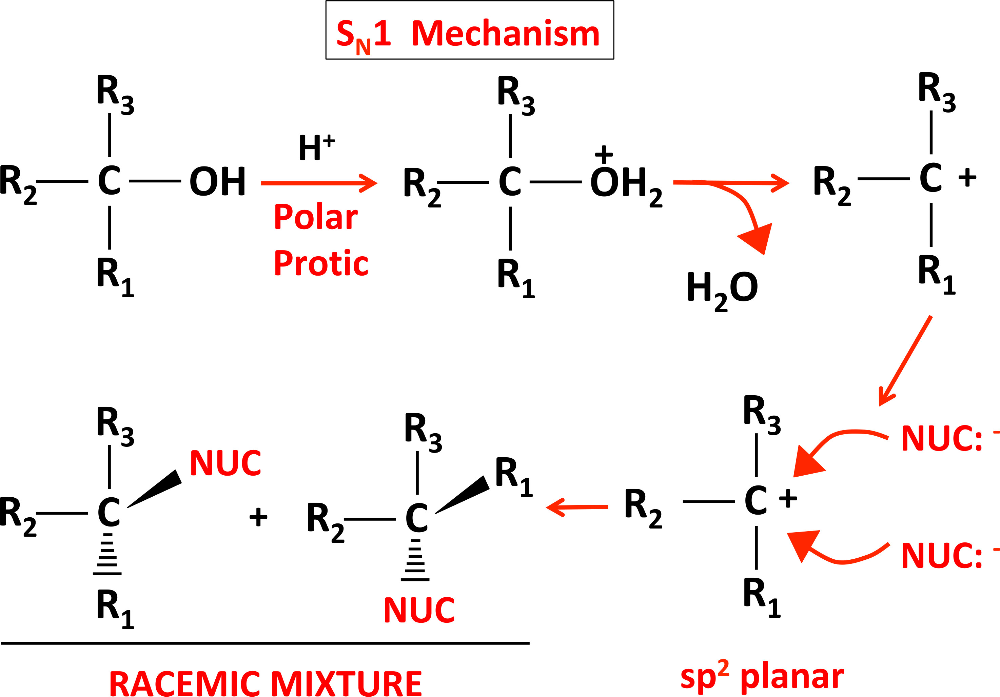 SN1 Mechanism
R3
R2 C OH
R1
H+
Polar
Protic
R3
+
R2 C OH2
R1
H2O
R3
R2 C +
R1
R3
R2 C NUC
R1
+
R3
R2 C R1
NUC
R3
R2 C +
R1
NUC: -
NUC: -
RACEMIC MIXTURE
sp2 planar